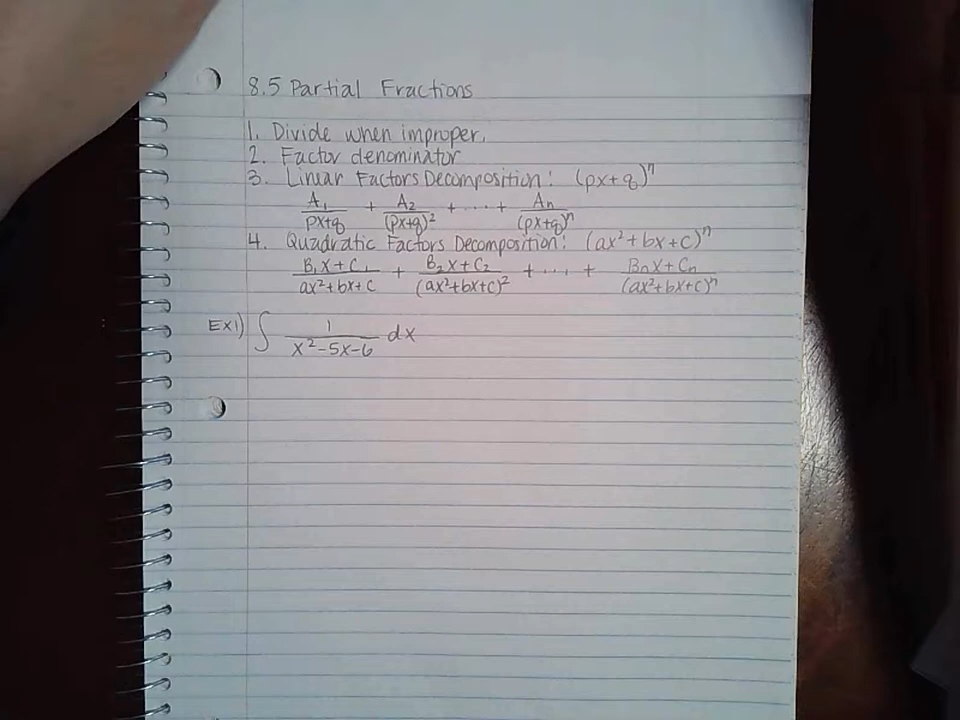 8.5 Partial Fractions
1. Divide when improper.
2. Factor denominator
3. Linear Factors Decomposition: (px+q)^n
A₁/(px+q) + A₂/(px+q)² + ... + Aₙ/(px+q)^n
4. Quadratic Factors Decomposition: (ax²+bx+c)^n
(B₁x+C₁)/(ax²+bx+c) + (B₂x+C₂)/(ax²+bx+c)² + ... + (Bₙx+Cₙ)/(ax²+bx+c)^n
Ex1) ∫ 1/(x²-5x-6) dx